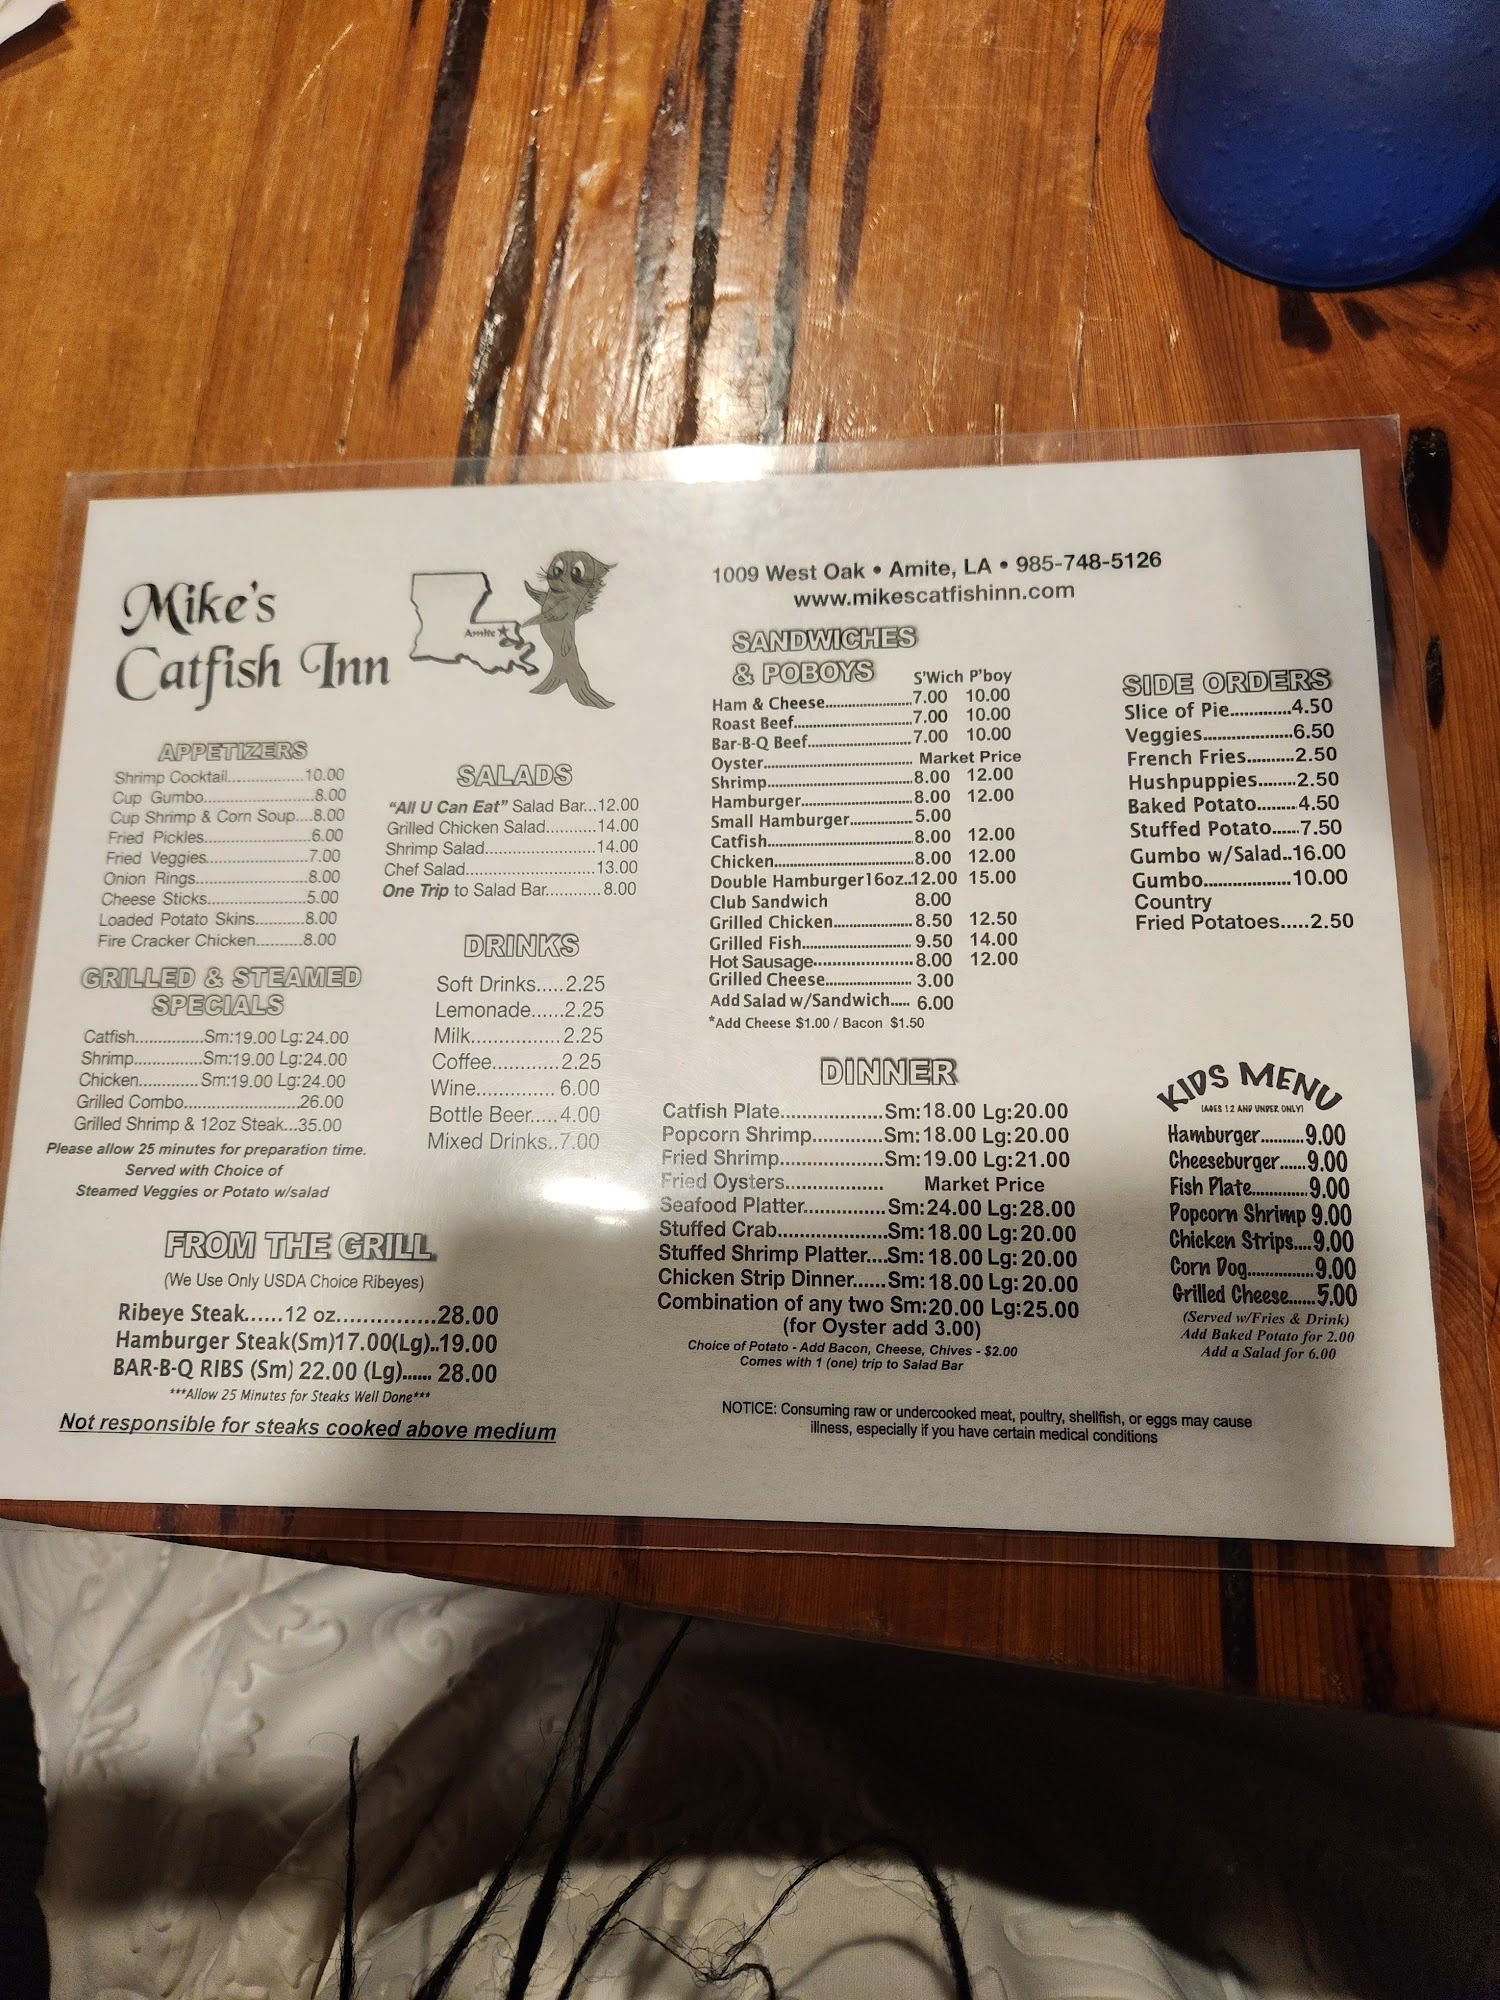 Mike's
Catfish Inn
Amite
1009 West Oak • Amite, LA • 985-748-5126
www.mikescatfishinn.com
APPETIZERS
Shrimp Cocktail..................10.00
Cup Gumbo.........................8.00
Cup Shrimp & Corn Soup....8.00
Fried Pickles........................6.00
Fried Veggies.......................7.00
Onion Rings.........................8.00
Cheese Sticks......................5.00
Loaded Potato Skins...........8.00
Fire Cracker Chicken..........8.00
GRILLED & STEAMED
SPECIALS
Catfish...............Sm:19.00 Lg:24.00
Shrimp...............Sm:19.00 Lg:24.00
Chicken.............Sm:19.00 Lg:24.00
Grilled Combo.........................26.00
Grilled Shrimp & 12oz Steak...35.00
Please allow 25 minutes for preparation time.
Served with Choice of
Steamed Veggies or Potato w/salad
SALADS
"All U Can Eat" Salad Bar...12.00
Grilled Chicken Salad..........14.00
Shrimp Salad......................14.00
Chef Salad..........................13.00
One Trip to Salad Bar...........8.00
DRINKS
Soft Drinks.....2.25
Lemonade......2.25
Milk................2.25
Coffee............2.25
Wine..............6.00
Bottle Beer.....4.00
Mixed Drinks..7.00
FROM THE GRILL
(We Use Only USDA Choice Ribeyes)
Ribeye Steak......12 oz................28.00
Hamburger Steak(Sm)17.00(Lg)..19.00
BAR-B-Q RIBS (Sm) 22.00 (Lg)...... 28.00
***Allow 25 Minutes for Steaks Well Done***
Not responsible for steaks cooked above medium
SANDWICHES
& POBOYS S'Wich P'boy
Ham & Cheese.......................7.00 10.00
Roast Beef..............................7.00 10.00
Bar-B-Q Beef..........................7.00 10.00
Oyster..................................... Market Price
Shrimp....................................8.00 12.00
Hamburger.............................8.00 12.00
Small Hamburger................5.00
Catfish....................................8.00 12.00
Chicken..................................8.00 12.00
Double Hamburger16oz..12.00 15.00
Club Sandwich 8.00
Grilled Chicken.....................8.50 12.50
Grilled Fish............................ 9.50 14.00
Hot Sausage.......................8.00 12.00
Grilled Cheese....................... 3.00
Add Salad w/Sandwich..... 6.00
*Add Cheese $1.00 / Bacon $1.50
SIDE ORDERS
Slice of Pie.............4.50
Veggies...................6.50
French Fries..........2.50
Hushpuppies........2.50
Baked Potato........4.50
Stuffed Potato......7.50
Gumbo w/Salad..16.00
Gumbo...................10.00
Country
Fried Potatoes.....2.50
DINNER
Catfish Plate................Sm:18.00 Lg:20.00
Popcorn Shrimp...........Sm:18.00 Lg:20.00
Fried Shrimp................Sm:19.00 Lg:21.00
Fried Oysters............... Market Price
Seafood Platter.............Sm:24.00 Lg:28.00
Stuffed Crab.................Sm:18.00 Lg:20.00
Stuffed Shrimp Platter....Sm:18.00 Lg:20.00
Chicken Strip Dinner......Sm:18.00 Lg:20.00
Combination of any two Sm:20.00 Lg:25.00
(for Oyster add 3.00)
Choice of Potato - Add Bacon, Cheese, Chives - $2.00
Comes with 1 (one) trip to Salad Bar
KIDS MENU
(AGES 12 AND UNDER ONLY)
Hamburger..........9.00
Cheeseburger......9.00
Fish Plate.............9.00
Popcorn Shrimp 9.00
Chicken Strips....9.00
Corn Dog...............9.00
Grilled Cheese......5.00
(Served w/Fries & Drink)
Add Baked Potato for 2.00
Add a Salad for 6.00
NOTICE: Consuming raw or undercooked meat, poultry, shellfish, or eggs may cause
illness, especially if you have certain medical conditions